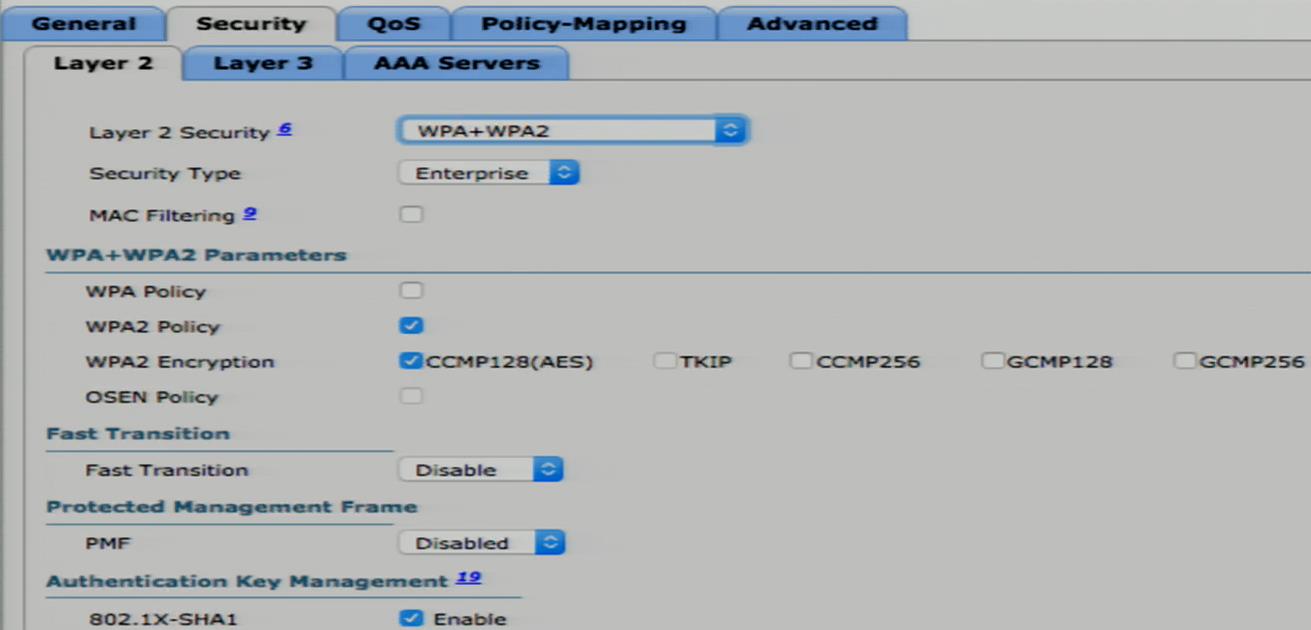 General Security QoS Policy-Mapping Advanced
Layer 2 Layer 3 AAA Servers
Layer 2 Security 6 WPA+WPA2
Security Type Enterprise
MAC Filtering 9
WPA+WPA2 Parameters
WPA Policy
WPA2 Policy
WPA2 Encryption CCMP128(AES) TKIP CCMP256 GCMP128 GCMP256
OSEN Policy
Fast Transition
Fast Transition Disable
Protected Management Frame
PMF Disabled
Authentication Key Management 19
802.1X-SHA1 Enable